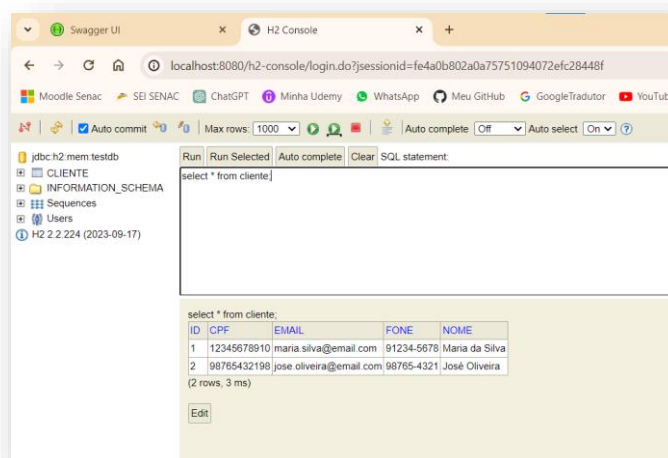 Swagger UI
H2 Console
localhost:8080/h2-console/login.do?jsessionid=fe4a0b802a0a75751094072efc28448f
Moodle Senac SEI SENAC ChatGPT Minha Udemy WhatsApp Meu GitHub GoogleTradutor YouTub
Auto commit Max rows: 1000 Auto complete Off Auto select On
jdbc:h2:mem:testdb
CLIENTE
INFORMATION_SCHEMA
Sequences
Users
H2 2.2.224 (2023-09-17)
Run Run Selected Auto complete Clear SQL statement:
select * from cliente;
select * from cliente;
ID CPF EMAIL FONE NOME
1 12345678910 maria.silva@email.com 91234-5678 Maria da Silva
2 98765432198 jose.oliveira@email.com 98765-4321 José Oliveira
(2 rows, 3 ms)
Edit